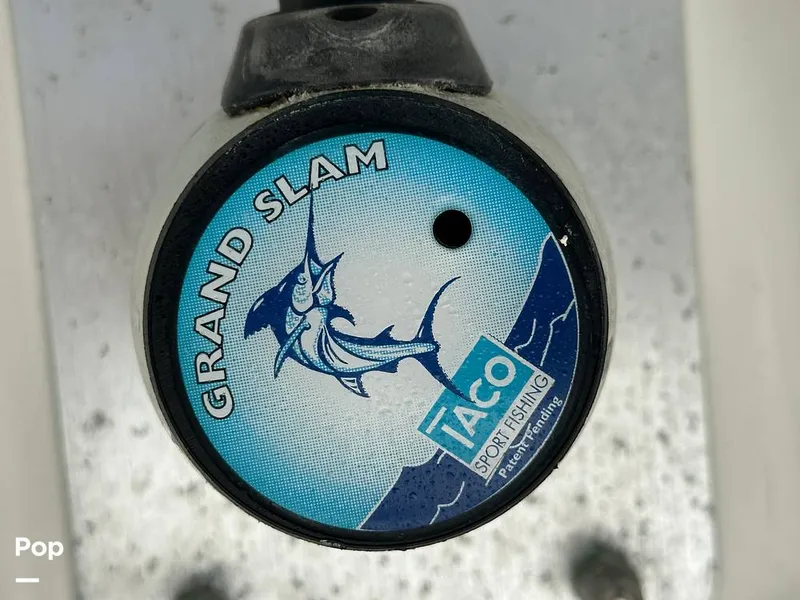 GRAND SLAM
TACO
SPORT FISHING
Patent Pending
Pop